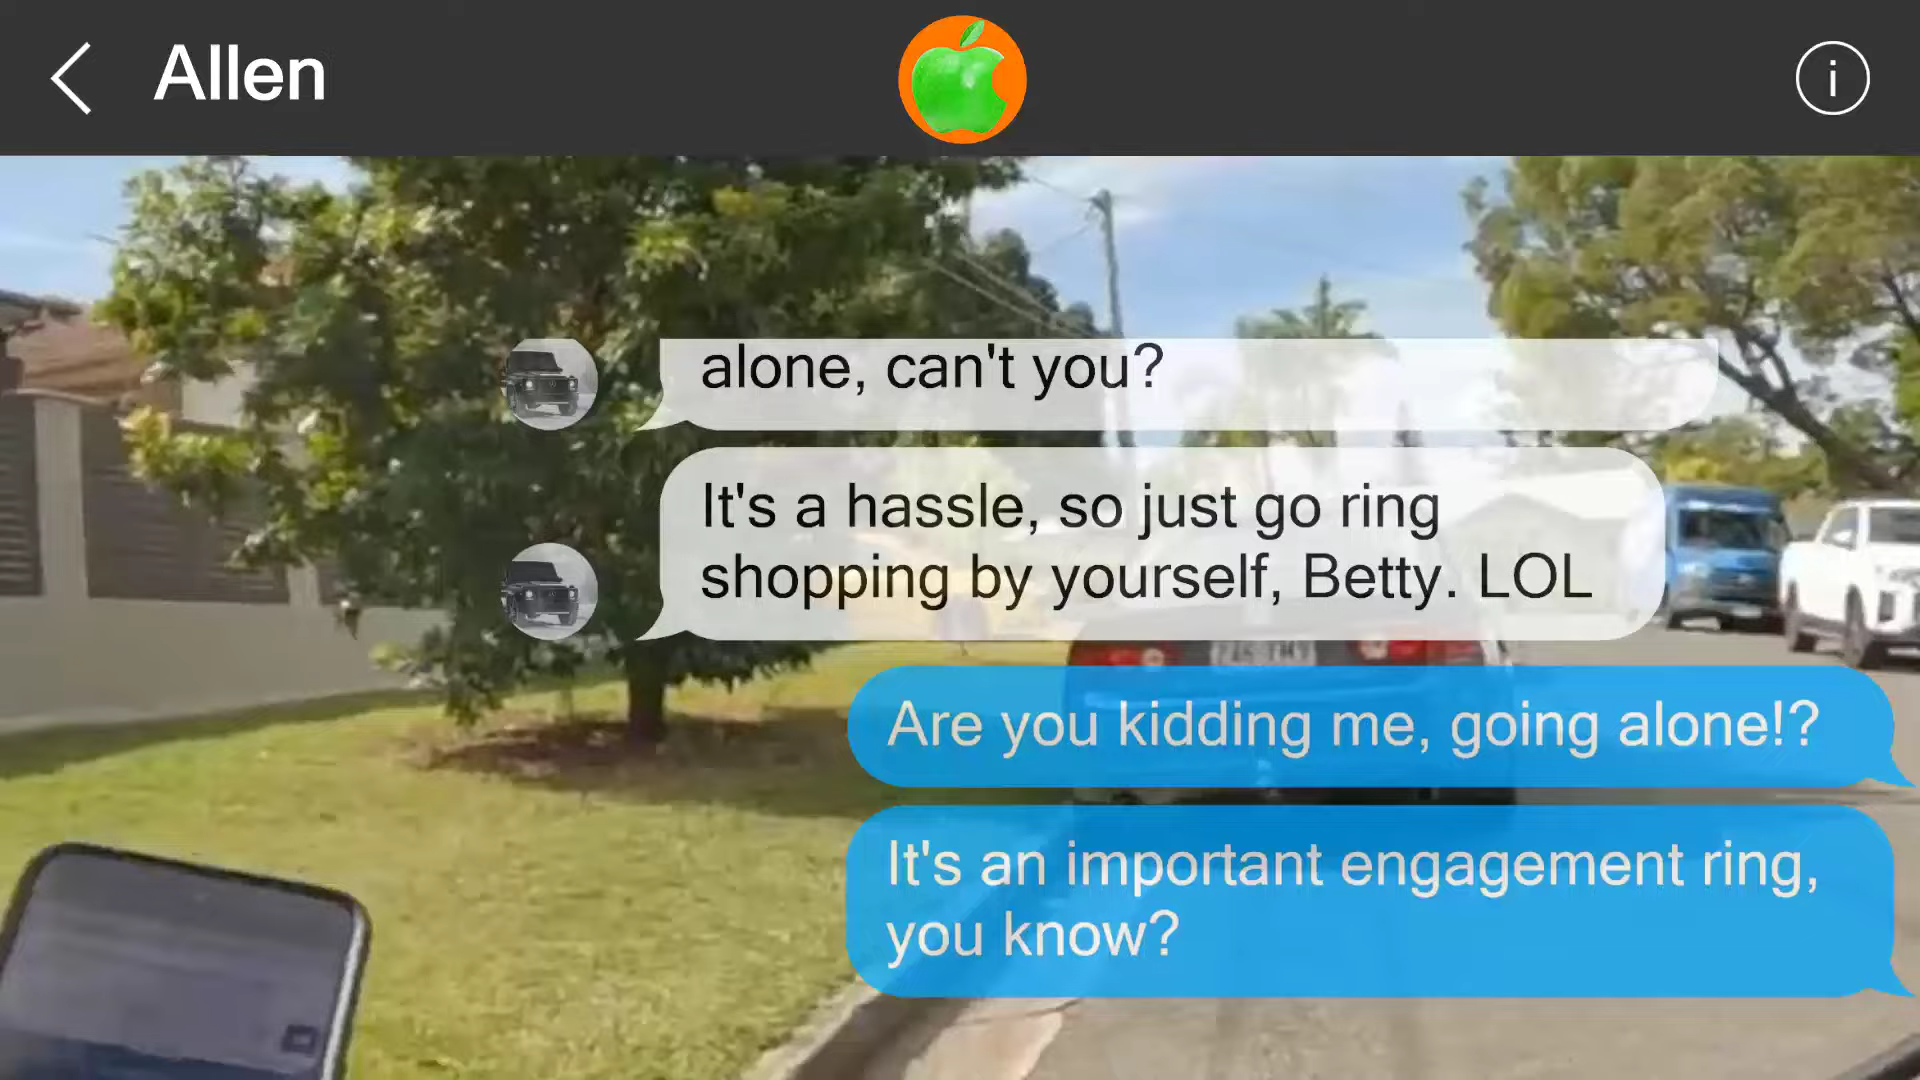 Allen
alone, can't you?
It's a hassle, so just go ring
shopping by yourself, Betty. LOL
Are you kidding me, going alone!?
It's an important engagement ring,
you know?